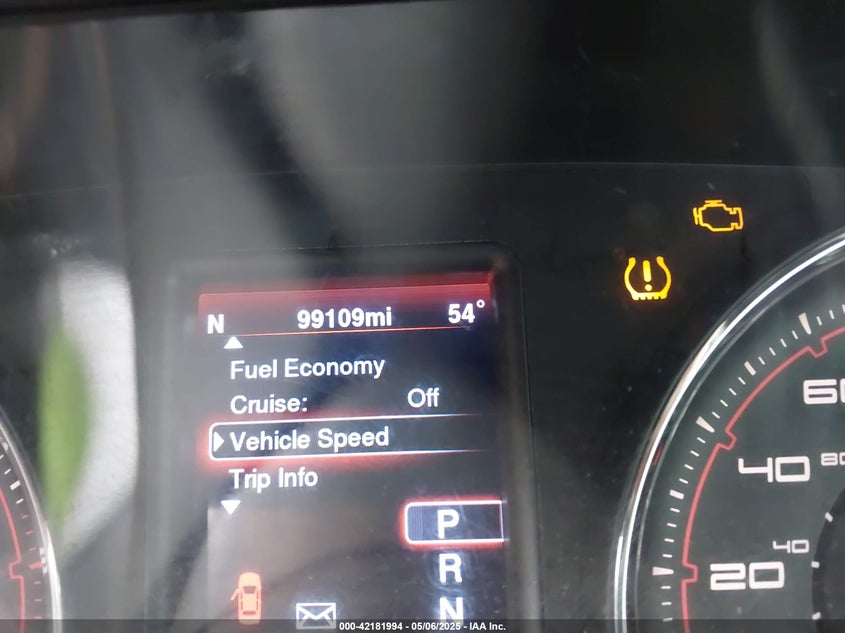 N 99109mi 54°
Fuel Economy
Cruise: Off
Vehicle Speed
Trip Info
P
R
N
60
80
40
40
20
000-42181994 - 05/06/2025 - IAA Inc.